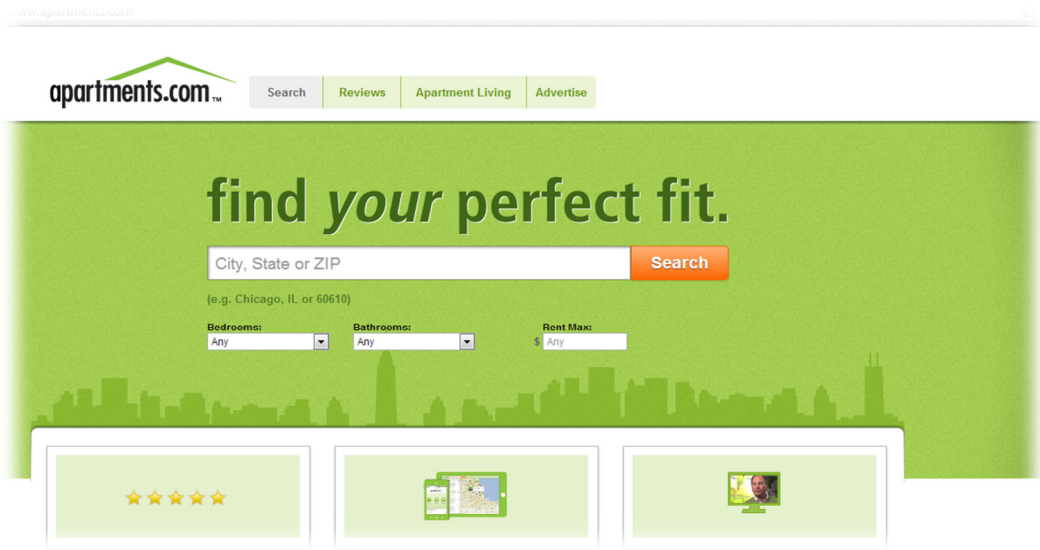 www.apartments.com
apartments.com™
Search
Reviews
Apartment Living
Advertise
find your perfect fit.
City, State or ZIP
Search
(e.g. Chicago, IL or 60610)
Bedrooms:
Bathrooms:
Rent Max:
Any
Any
$ Any